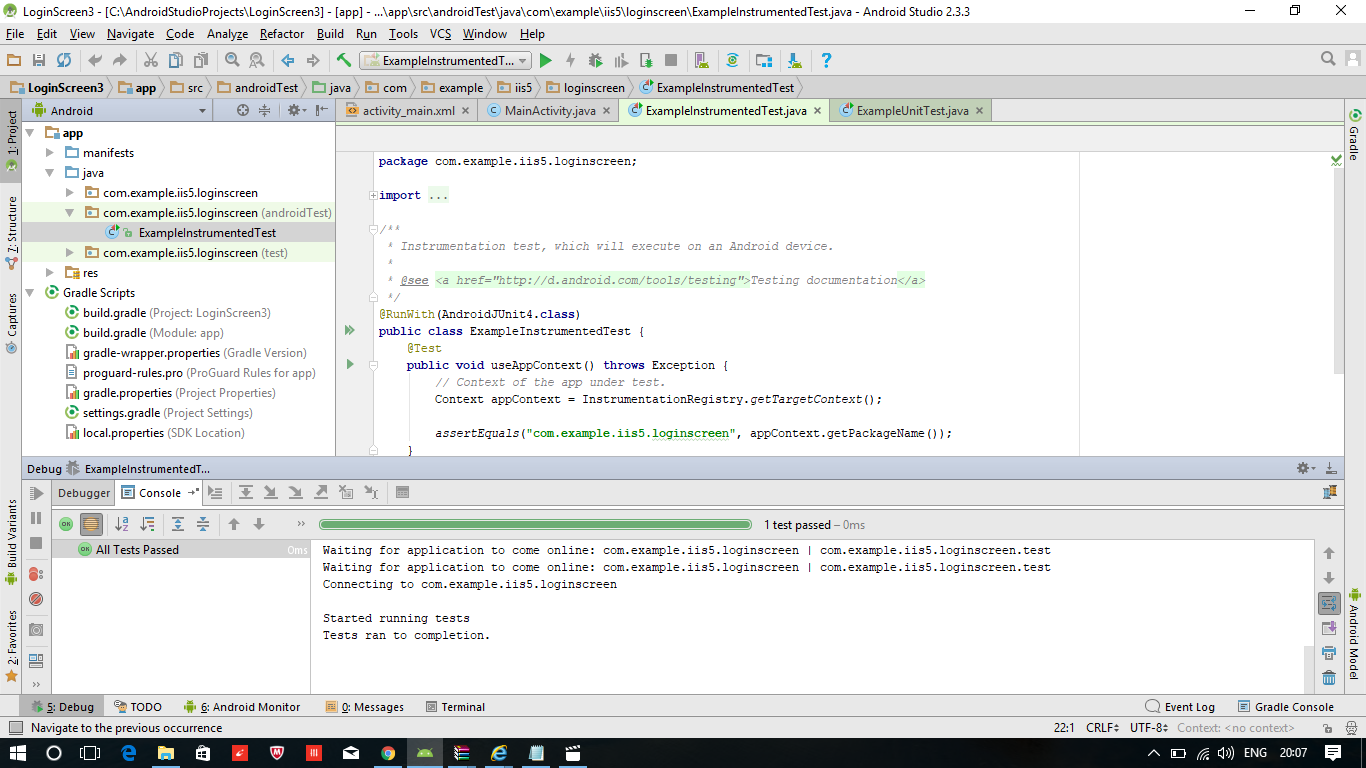 LoginScreen3 - [C:\AndroidStudioProjects\LoginScreen3] - [app] - ...\app\src\androidTest\java\com\example\iis5\loginscreen\ExampleInstrumentedTest.java - Android Studio 2.3.3
File Edit View Navigate Code Analyze Refactor Build Run Tools VCS Window Help
ExampleInstrumentedT...
LoginScreen3 app src androidTest java com example iis5 loginscreen ExampleInstrumentedTest
Android
activity_main.xml MainActivity.java ExampleInstrumentedTest.java ExampleUnitTest.java
1: Project
7: Structure
Captures
Build Variants
2: Favorites
app
manifests
java
com.example.iis5.loginscreen
com.example.iis5.loginscreen (androidTest)
ExampleInstrumentedTest
com.example.iis5.loginscreen (test)
res
Gradle Scripts
build.gradle (Project: LoginScreen3)
build.gradle (Module: app)
gradle-wrapper.properties (Gradle Version)
proguard-rules.pro (ProGuard Rules for app)
gradle.properties (Project Properties)
settings.gradle (Project Settings)
local.properties (SDK Location)
package com.example.iis5.loginscreen;
import ...
/**
* Instrumentation test, which will execute on an Android device.
*
* @see <a href="http://d.android.com/tools/testing">Testing documentation</a>
*/
@RunWith(AndroidJUnit4.class)
public class ExampleInstrumentedTest {
@Test
public void useAppContext() throws Exception {
// Context of the app under test.
Context appContext = InstrumentationRegistry.getTargetContext();
assertEquals("com.example.iis5.loginscreen", appContext.getPackageName());
}
Gradle
Android Model
Debug ExampleInstrumentedT...
Debugger Console
OK 1 test passed – 0ms
OK All Tests Passed 0ms
Waiting for application to come online: com.example.iis5.loginscreen | com.example.iis5.loginscreen.test
Waiting for application to come online: com.example.iis5.loginscreen | com.example.iis5.loginscreen.test
Connecting to com.example.iis5.loginscreen
Started running tests
Tests ran to completion.
5: Debug TODO 6: Android Monitor 0: Messages Terminal Event Log Gradle Console
Navigate to the previous occurrence 22:1 CRLF UTF-8 Context: <no context>
ENG 20:07